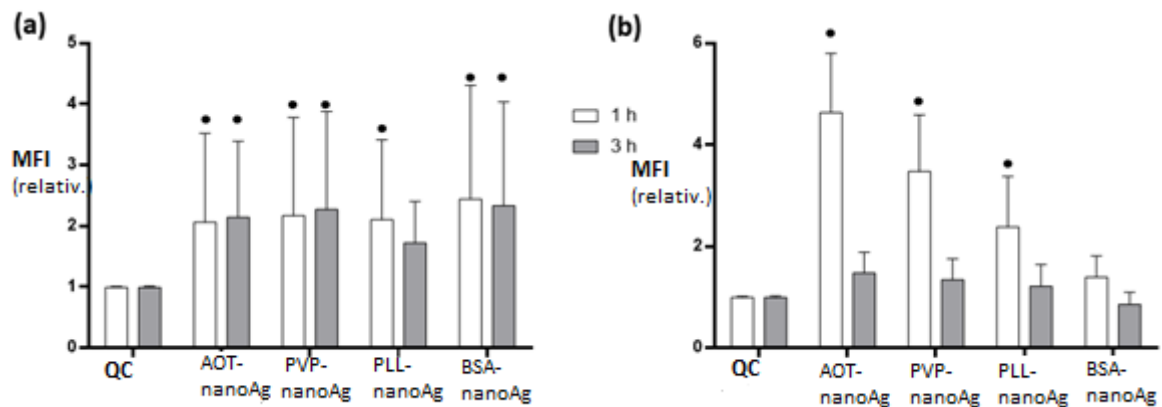 (a)
5
4
3
2
1
0
MFI
(relativ.)
QC
AOT-
nanoAg
PVP-
nanoAg
PLL-
nanoAg
BSA-
nanoAg
1 h
3 h
(b)
6
4
2
0
MFI
(relativ.)
QC
AOT-
nanoAg
PVP-
nanoAg
PLL-
nanoAg
BSA-
nanoAg